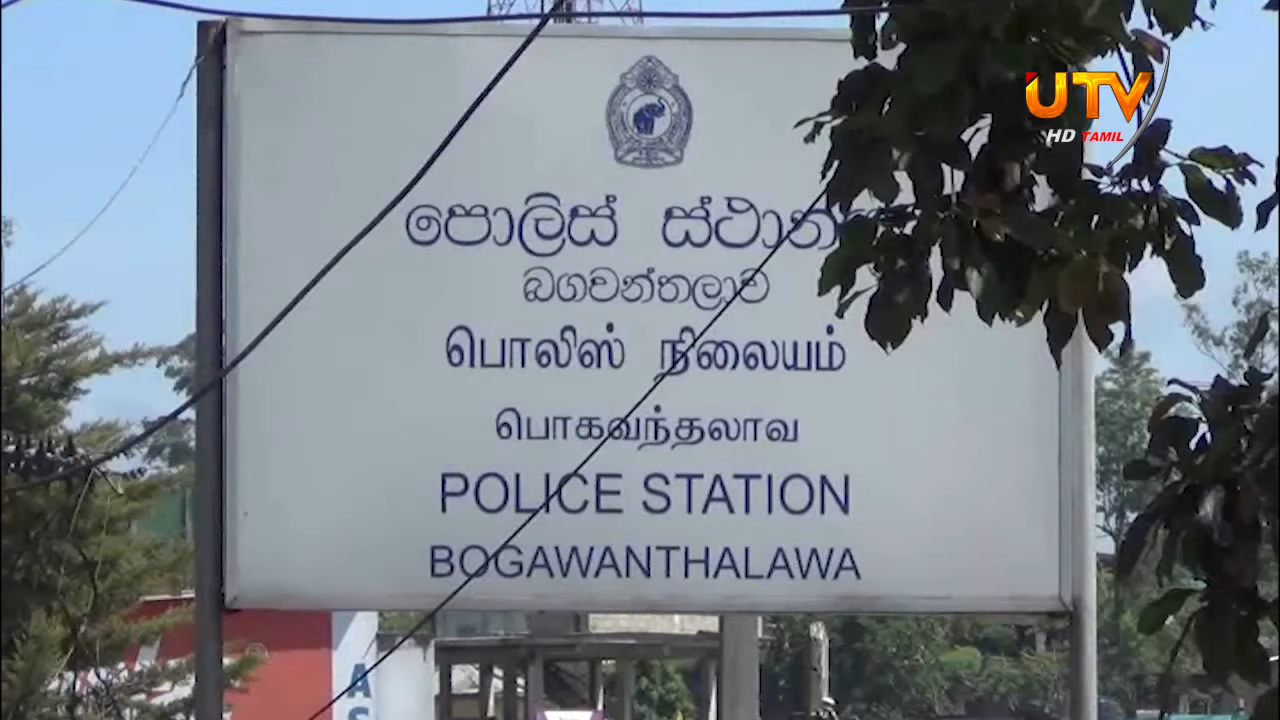 UTV
HD TAMIL
පොලිස්
බගවන්තලාව
பொலிஸ் நிலையம்
பொகவந்தலாவ
POLICE STATION
BOGAWANTHALAWA